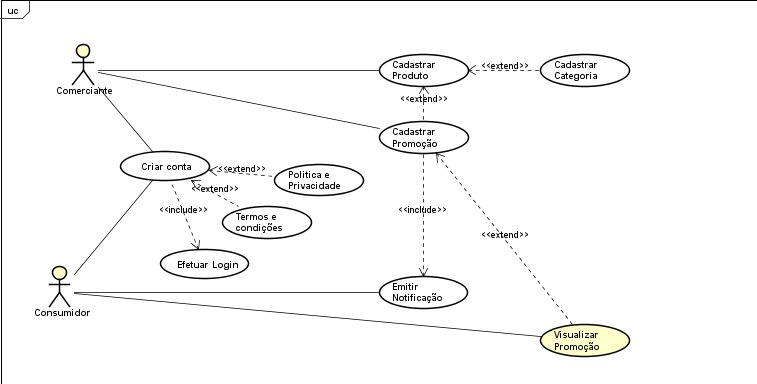 uc
Comerciante
Cadastrar
Produto
<<extend>>
Cadastrar
Categoria
<<extend>>
Cadastrar
Promoção
Criar conta
<<extend>>
Politica e
Privacidade
<<extend>>
<<include>>
Termos e
condições
<<include>>
<<extend>>
Efetuar Login
Consumidor
Emitir
Notificação
Visualizar
Promoção